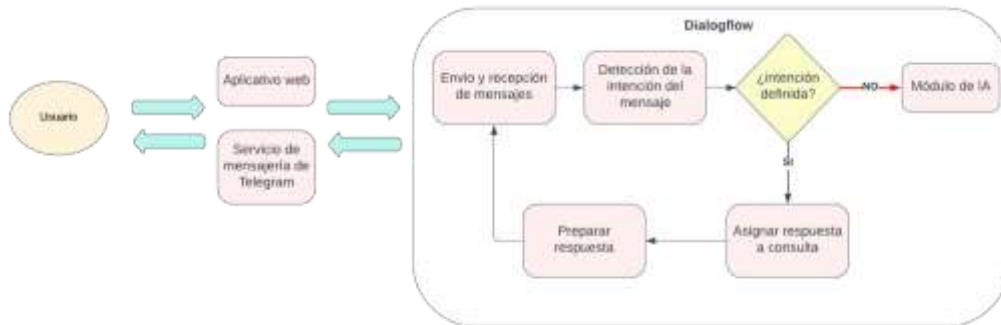 Dialogflow
Usuario
Aplicativo web
Servicio de
mensajería de
Telegram
Envío y recepción
de mensajes
Detección de la
intención del
mensaje
¿intención
definida?
NO
Módulo de IA
SI
Asignar respuesta
a consulta
Preparar
respuesta